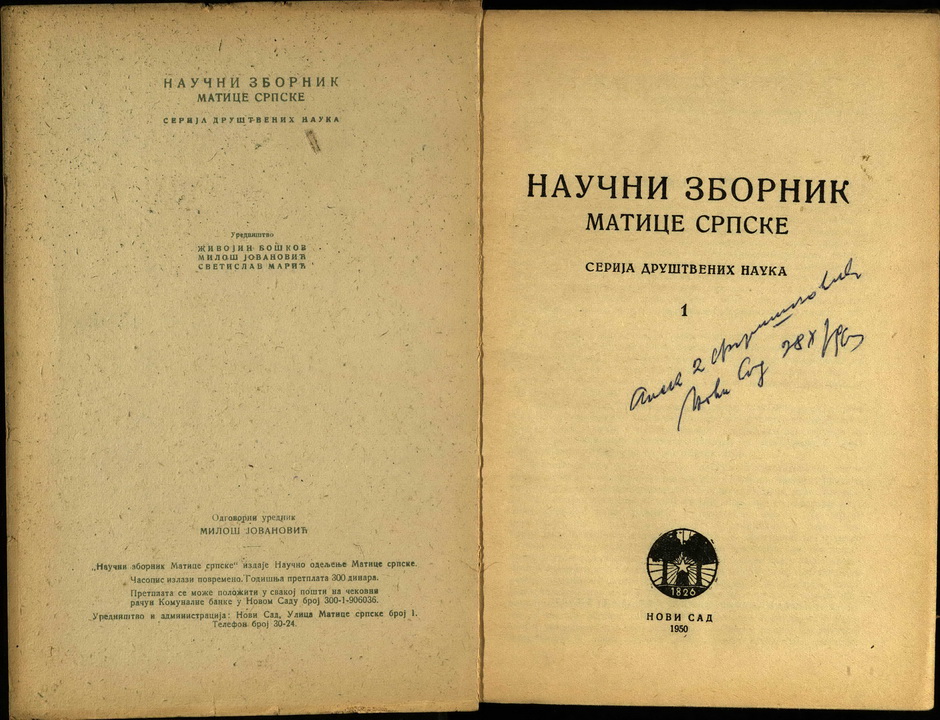 НАУЧНИ ЗБОРНИК
МАТИЦЕ СРПСКЕ
СЕРИЈА ДРУШТВЕНИХ НАУКА
Уредништво
ЖИВОЈИН БОШКОВ
МИЛОШ ЈОВАНОВИЋ
СВЕТИСЛАВ МАРИЋ
Одговорни уредник
МИЛОШ ЈОВАНОВИЋ
„Научни зборник Матице српске“ издаје Научно одељење Матице српске.
Часопис излази повремено. Годишња претплата 300 динара.
Претплата се може положити у свакој пошти на чековни
рачун Комуналне банке у Новом Саду број 300-1-906036.
Уредништво и администрација: Нови Сад, Улица Матице српске број 1.
Телефон број 30-24.
НАУЧНИ ЗБОРНИК
МАТИЦЕ СРПСКЕ
СЕРИЈА ДРУШТВЕНИХ НАУКА
1
Нови Сад
1826
НОВИ САД
1950